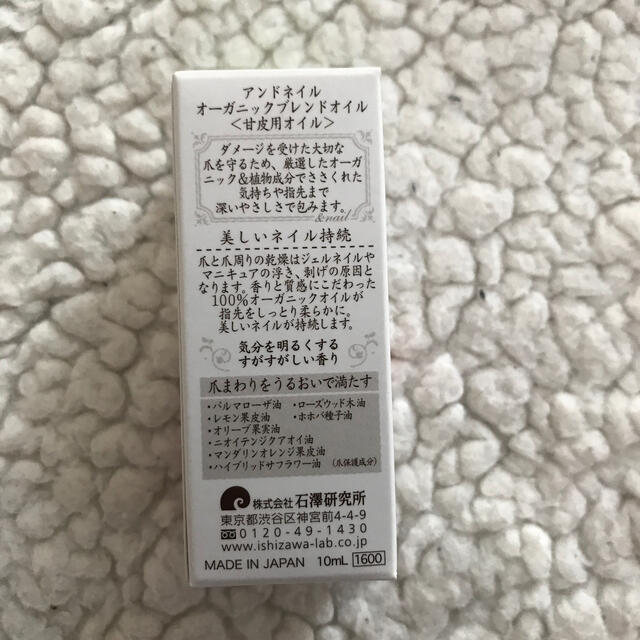 アンドネイル
オーガニックブレンドオイル
<甘皮用オイル>
ダメージを受けた大切な
爪を守るため、厳選したオーガ
ニック&植物成分でささくれた
気持ちや指先まで
深いやさしさで包みます。
&nail
美しいネイル持続
爪と爪周りの乾燥はジェルネイルや
マニキュアの浮き、剥げの原因と
なります。香りと質感にこだわった
100%オーガニックオイルが
指先をしっとり柔らかに。
美しいネイルが持続します。
気分を明るくする
すがすがしい香り
爪まわりをうるおいで満たす
・パルマローザ油 ・ローズウッド木油
・レモン果皮油 ・ホホバ種子油
・オリーブ果実油
・ニオイテンジクアオイ油
・マンダリンオレンジ果皮油
・ハイブリッドサフラワー油 (爪保護成分)
株式会社 石澤研究所
東京都渋谷区神宮前4-4-9
0120-49-1430
www.ishizawa-lab.co.jp
MADE IN JAPAN 10mL 1600